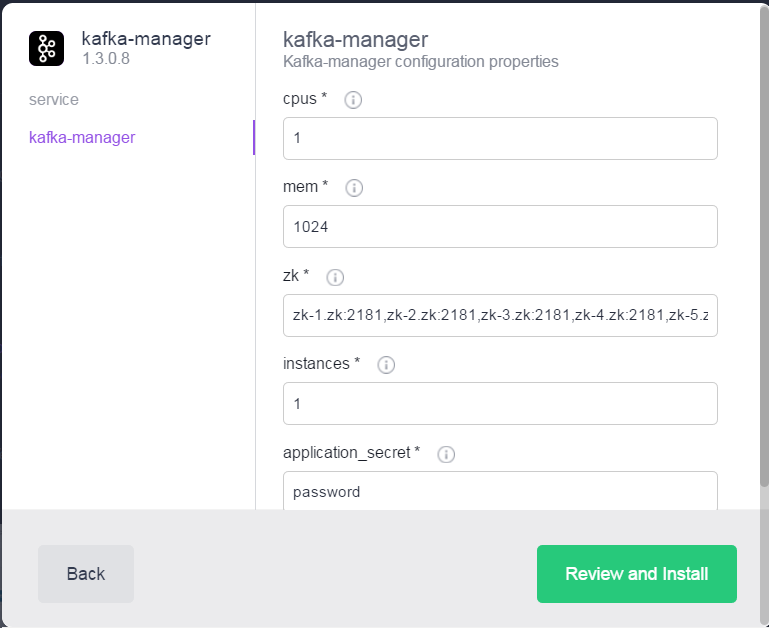 kafka-manager
1.3.0.8
service
kafka-manager
kafka-manager
Kafka-manager configuration properties
cpus *
1
mem *
1024
zk *
zk-1.zk:2181,zk-2.zk:2181,zk-3.zk:2181,zk-4.zk:2181,zk-5.z
instances *
1
application_secret *
password
Back
Review and Install